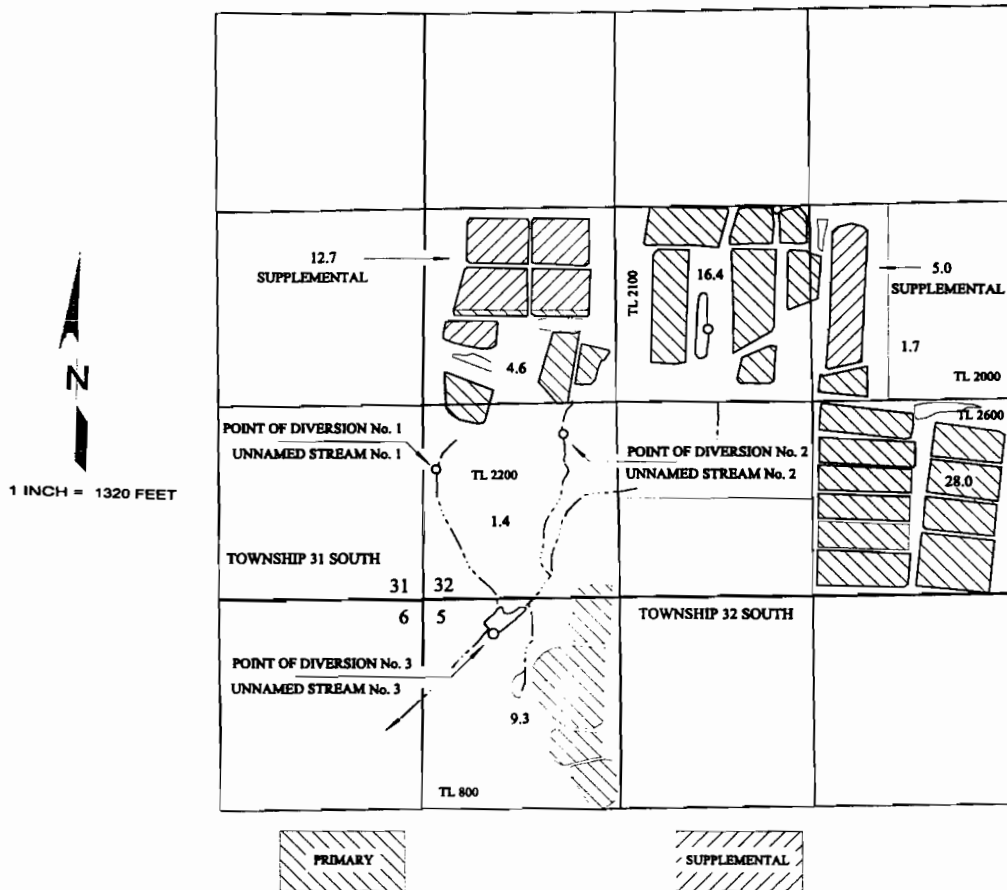 12.7
SUPPLEMENTAL
TL 2100
16.4
5.0
SUPPLEMENTAL
1.7
TL 2000
4.6
N
1 INCH = 1320 FEET
POINT OF DIVERSION No. 1
UNNAMED STREAM No. 1
TL 2200
1.4
POINT OF DIVERSION No. 2
UNNAMED STREAM No. 2
TL 2600
28.0
TOWNSHIP 31 SOUTH
31 32
6 5
TOWNSHIP 32 SOUTH
POINT OF DIVERSION No. 3
UNNAMED STREAM No. 3
9.3
TL 800
PRIMARY
SUPPLEMENTAL